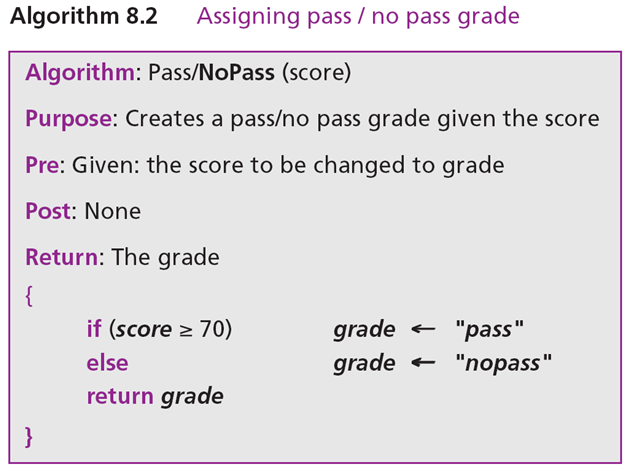 Algorithm 8.2 Assigning pass / no pass grade
Algorithm: Pass/NoPass (score)
Purpose: Creates a pass/no pass grade given the score
Pre: Given: the score to be changed to grade
Post: None
Return: The grade
{
if (score ≥ 70) grade ← "pass"
else grade ← "nopass"
return grade
}